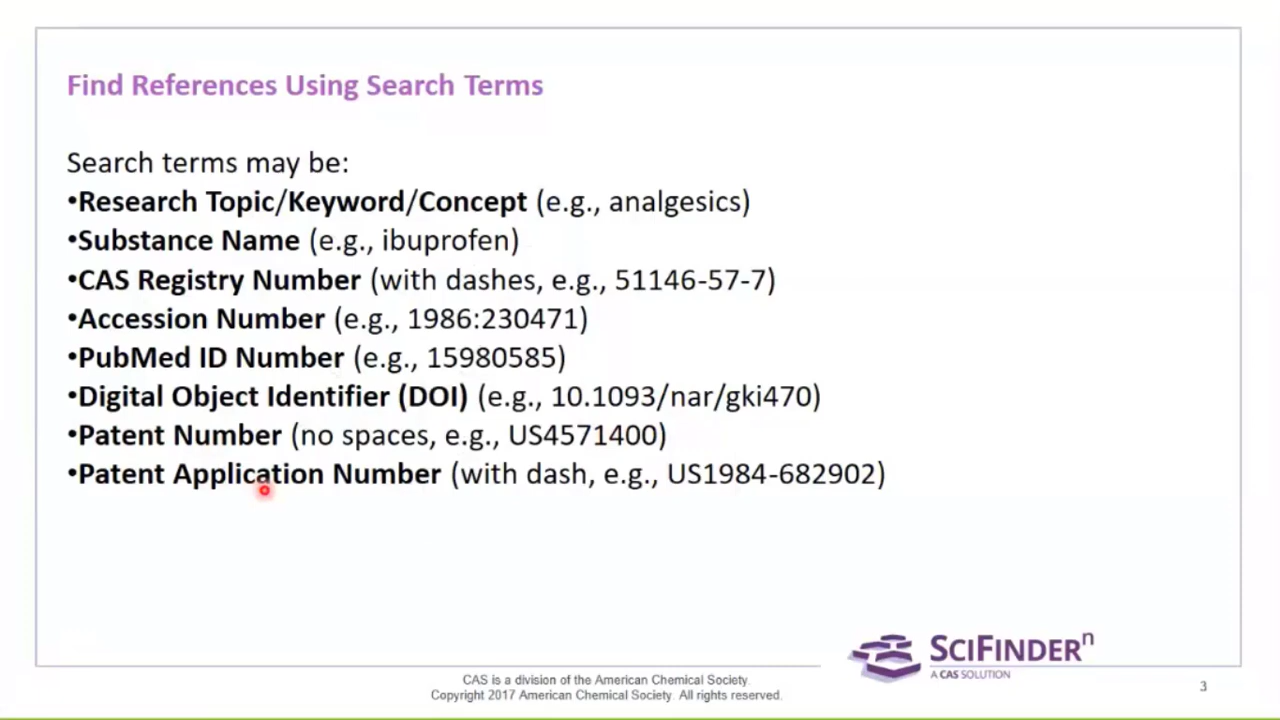 Find References Using Search Terms
Search terms may be:
•Research Topic/Keyword/Concept (e.g., analgesics)
•Substance Name (e.g., ibuprofen)
•CAS Registry Number (with dashes, e.g., 51146-57-7)
•Accession Number (e.g., 1986:230471)
•PubMed ID Number (e.g., 15980585)
•Digital Object Identifier (DOI) (e.g., 10.1093/nar/gki470)
•Patent Number (no spaces, e.g., US4571400)
•Patent Application Number (with dash, e.g., US1984-682902)
SCIFINDERⁿ
A CAS SOLUTION
CAS is a division of the American Chemical Society.
Copyright 2017 American Chemical Society. All rights reserved.
3